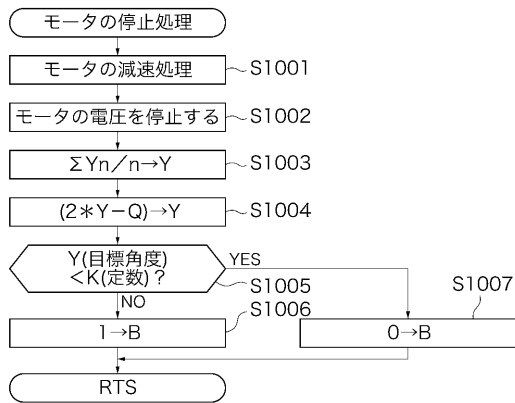 モータの停止処理
モータの減速処理 S1001
モータの電圧を停止する S1002
ΣYn／n→Y S1003
(2＊Y－Q)→Y S1004
Y(目標角度)
＜K(定数)？
YES
S1005
NO
S1006
S1007
1→B
0→B
RTS